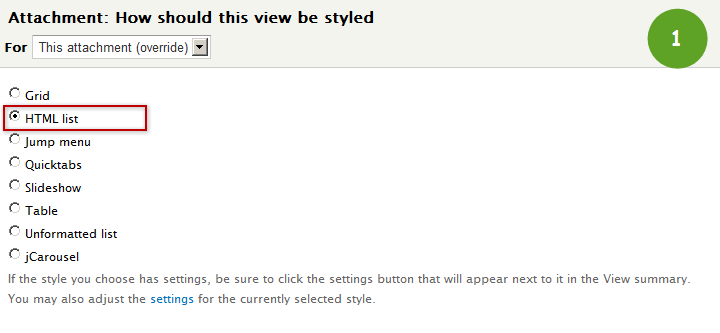 Attachment: How should this view be styled
For This attachment (override)
1
Grid
HTML list
Jump menu
Quicktabs
Slideshow
Table
Unformatted list
jCarousel
If the style you choose has settings, be sure to click the settings button that will appear next to it in the View summary.
You may also adjust the settings for the currently selected style.